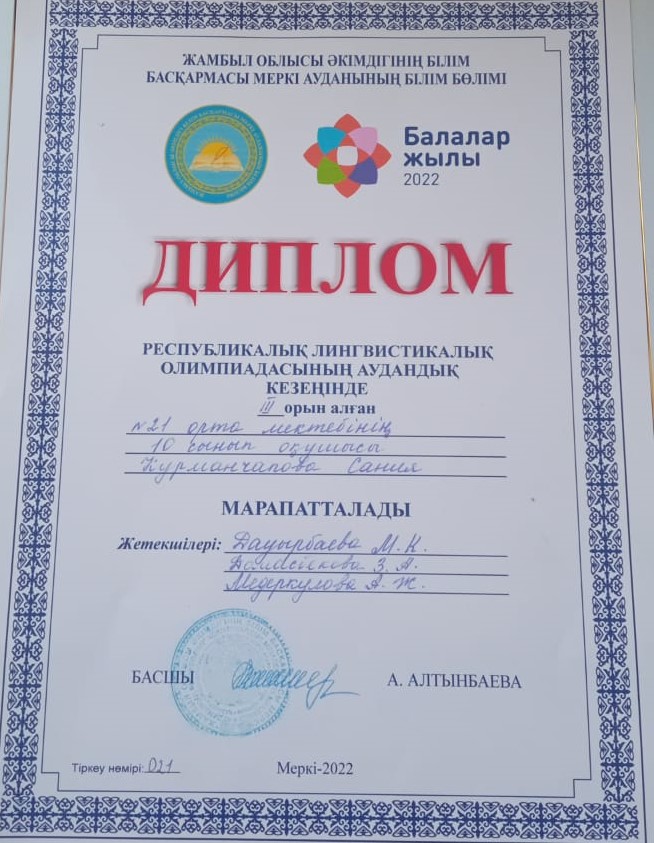 ЖАМБЫЛ ОБЛЫСЫ ӘКІМДІГІНІҢ БІЛІМ
БАСҚАРМАСЫ МЕРКІ АУДАНЫНЫҢ БІЛІМ БӨЛІМІ
Балалар
жылы
2022
ДИПЛОМ
РЕСПУБЛИКАЛЫҚ ЛИНГВИСТИКАЛЫҚ
ОЛИМПИАДАСЫНЫҢ АУДАНДЫҚ
КЕЗЕҢІНДЕ
III орын алған
№21 орта мектебінің
10 сынып оқушысы
Курманчапова Сания
МАРАПАТТАЛАДЫ
Жетекшілері: Дауырбаева М. К.
З. А.
Медеркулова А. Ж.
БАСШЫ
А. АЛТЫНБАЕВА
Тіркеу нөмірі: 021
Меркі-2022